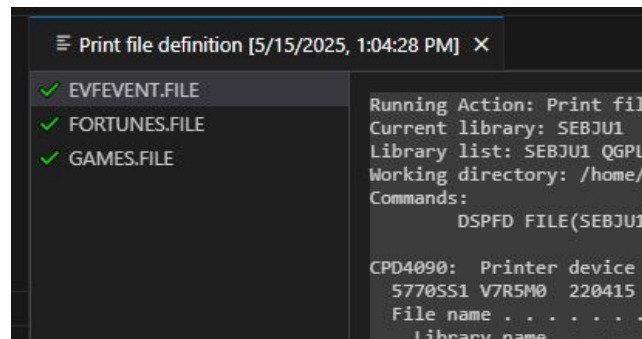 Print file definition [5/15/2025, 1:04:28 PM]
EVFEVENT.FILE
FORTUNES.FILE
GAMES.FILE
Running Action: Print fil
Current library: SEBJU1
Library list: SEBJU1 QGPL
Working directory: /home/
Commands:
DSPFD FILE(SEBJU1
CPD4090: Printer device
5770SS1 V7R5M0 220415
File name . . . . . . .
Library name